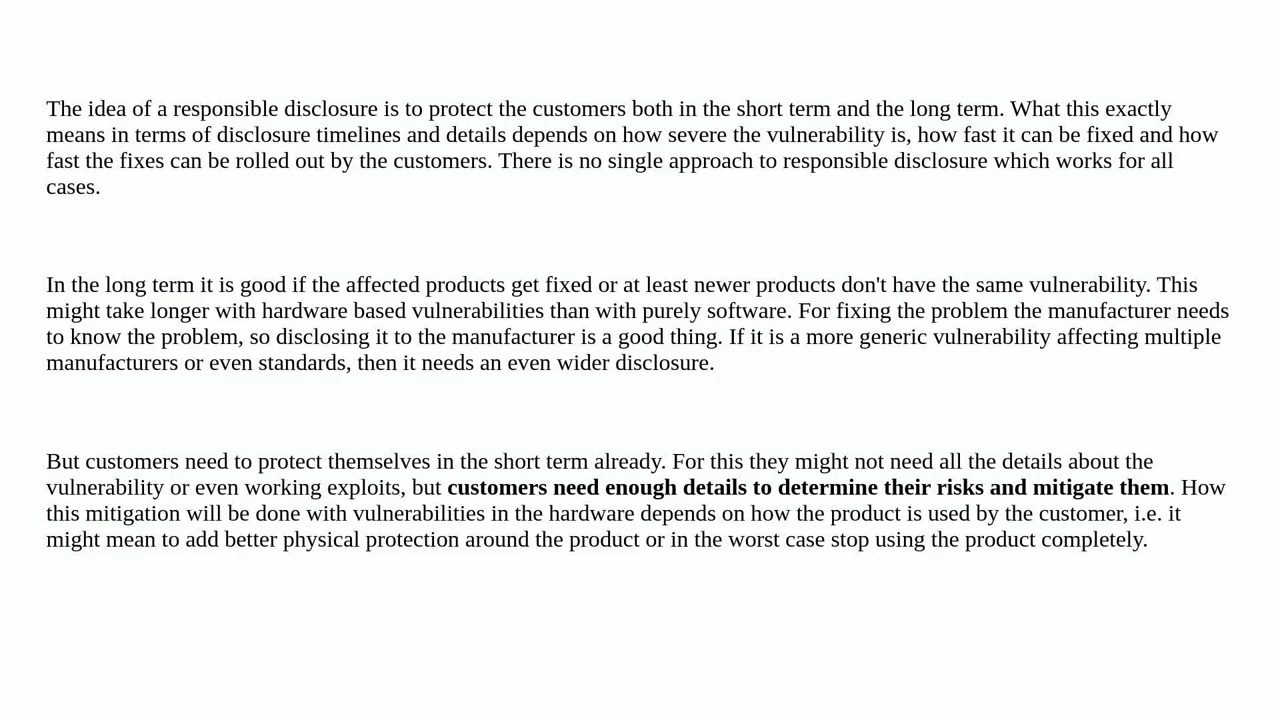 The idea of a responsible disclosure is to protect the customers both in the short term and the long term. What this exactly
means in terms of disclosure timelines and details depends on how severe the vulnerability is, how fast it can be fixed and how
fast the fixes can be rolled out by the customers. There is no single approach to responsible disclosure which works for all
cases.
In the long term it is good if the affected products get fixed or at least newer products don't have the same vulnerability. This
might take longer with hardware based vulnerabilities than with purely software. For fixing the problem the manufacturer needs
to know the problem, so disclosing it to the manufacturer is a good thing. If it is a more generic vulnerability affecting multiple
manufacturers or even standards, then it needs an even wider disclosure.
But customers need to protect themselves in the short term already. For this they might not need all the details about the
vulnerability or even working exploits, but customers need enough details to determine their risks and mitigate them. How
this mitigation will be done with vulnerabilities in the hardware depends on how the product is used by the customer, i.e. it
might mean to add better physical protection around the product or in the worst case stop using the product completely.